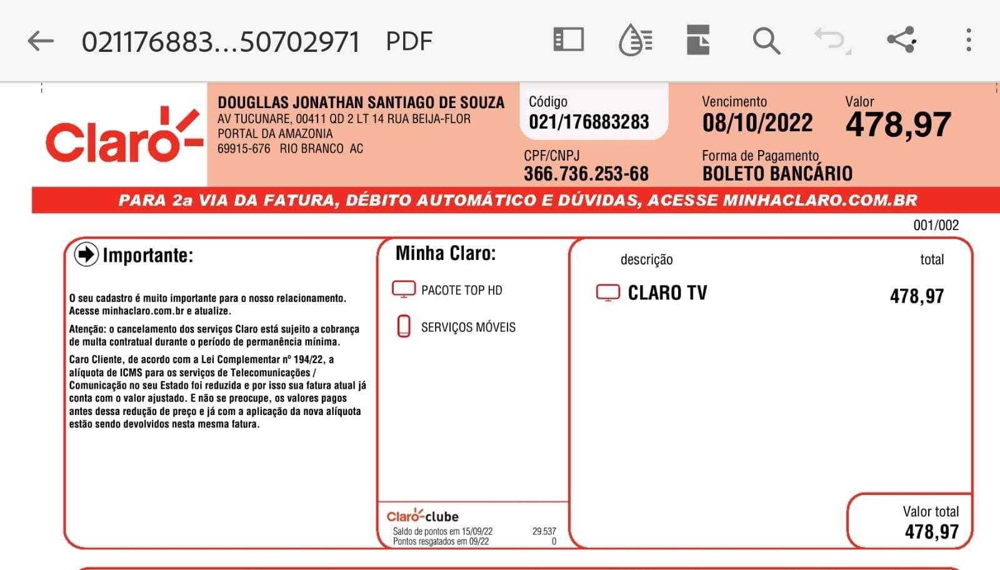 021176883...50702971 PDF
Claro
DOUGLLAS JONATHAN SANTIAGO DE SOUZA
AV TUCUNARE, 00411 QD 2 LT 14 RUA BEIJA-FLOR
PORTAL DA AMAZONIA
69915-676 RIO BRANCO AC
Código
021/176883283
CPF/CNPJ
366.736.253-68
Vencimento
08/10/2022
Valor
478,97
Forma de Pagamento
BOLETO BANCÁRIO
PARA 2a VIA DA FATURA, DÉBITO AUTOMÁTICO E DÚVIDAS, ACESSE MINHACLARO.COM.BR
001/002
Importante:
O seu cadastro é muito importante para o nosso relacionamento.
Acesse minhaclaro.com.br e atualize.
Atenção: o cancelamento dos serviços Claro está sujeito a cobrança
de multa contratual durante o período de permanência mínima.
Caro Cliente, de acordo com a Lei Complementar nº 194/22, a
alíquota de ICMS para os serviços de Telecomunicações /
Comunicação no seu Estado foi reduzida e por isso sua fatura atual já
conta com o valor ajustado. E não se preocupe, os valores pagos
antes dessa redução de preço e já com a aplicação da nova alíquota
estão sendo devolvidos nesta mesma fatura.
Minha Claro:
PACOTE TOP HD
SERVIÇOS MÓVEIS
Claro-clube
Saldo de pontos em 15/09/22 29.537
Pontos resgatados em 09/22 0
descrição total
CLARO TV 478,97
Valor total
478,97